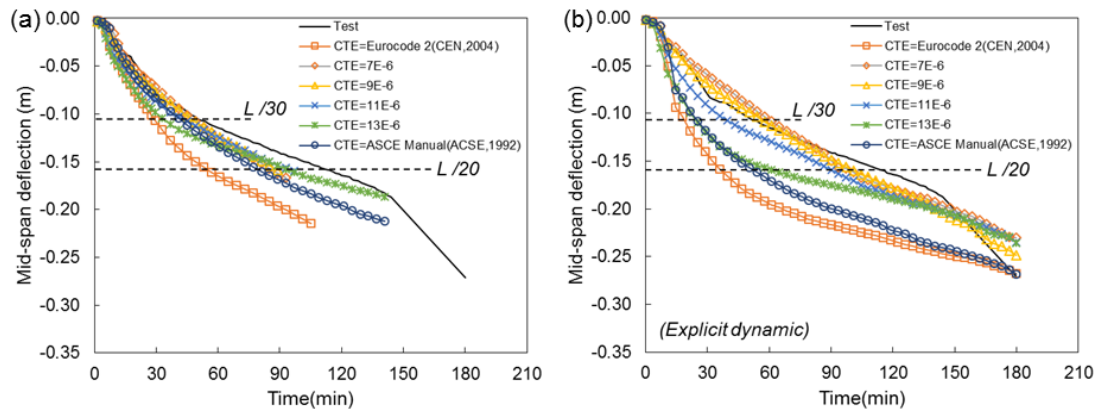 (a)
Mid-span deflection (m)
0.00
-0.05
-0.10
-0.15
-0.20
-0.25
-0.30
-0.35
0 30 60 90 120 150 180 210
Time(min)
Test
CTE=Eurocode 2(CEN,2004)
CTE=7E-6
CTE=9E-6
CTE=11E-6
CTE=13E-6
CTE=ASCE Manual(ACSE,1992)
L /30
L /20
(b)
Mid-span deflection (m)
0.00
-0.05
-0.10
-0.15
-0.20
-0.25
-0.30
-0.35
0 30 60 90 120 150 180 210
Time(min)
Test
CTE=Eurocode 2(CEN,2004)
CTE=7E-6
CTE=9E-6
CTE=11E-6
CTE=13E-6
CTE=ASCE Manual(ACSE,1992)
L /30
L /20
(Explicit dynamic)